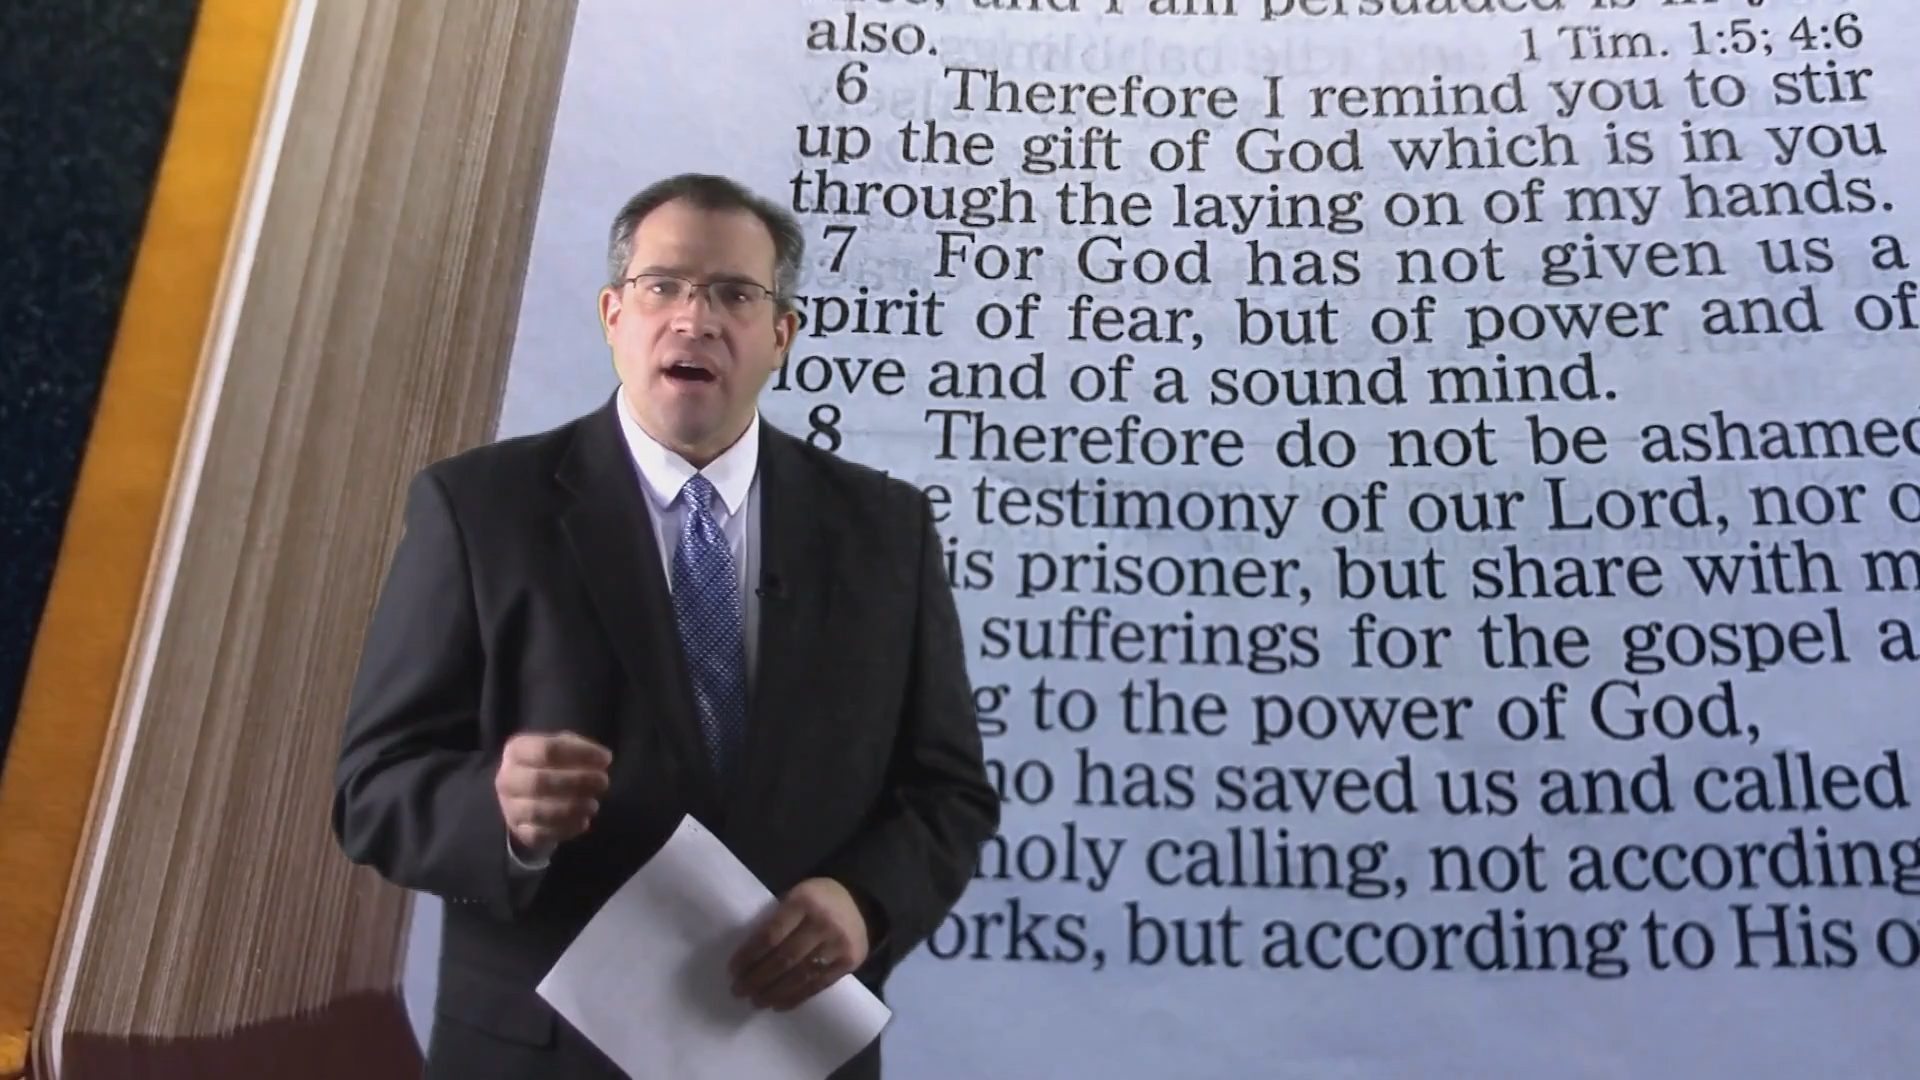 and I am persuaded is in
also.
1 Tim. 1:5; 4:6
6 Therefore I remind you to stir
up the gift of God which is in you
through the laying on of my hands.
7 For God has not given us a
spirit of fear, but of power and of
love and of a sound mind.
8 Therefore do not be ashamed
testimony of our Lord, nor
prisoner, but share with
sufferings for the gospel
to the power of God,
has saved us and called
holy calling, not according
but according to His